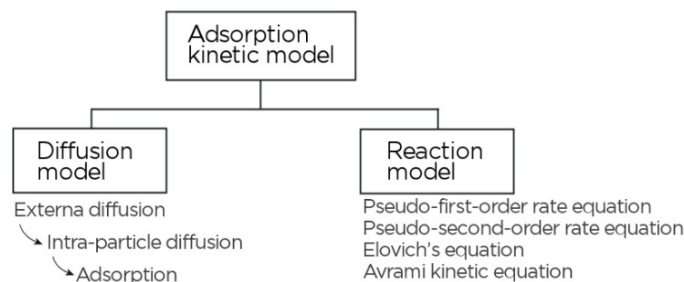 Adsorption
kinetic model
Diffusion
model
Externa diffusion
Intra-particle diffusion
Adsorption
Reaction
model
Pseudo-first-order rate equation
Pseudo-second-order rate equation
Elovich's equation
Avrami kinetic equation